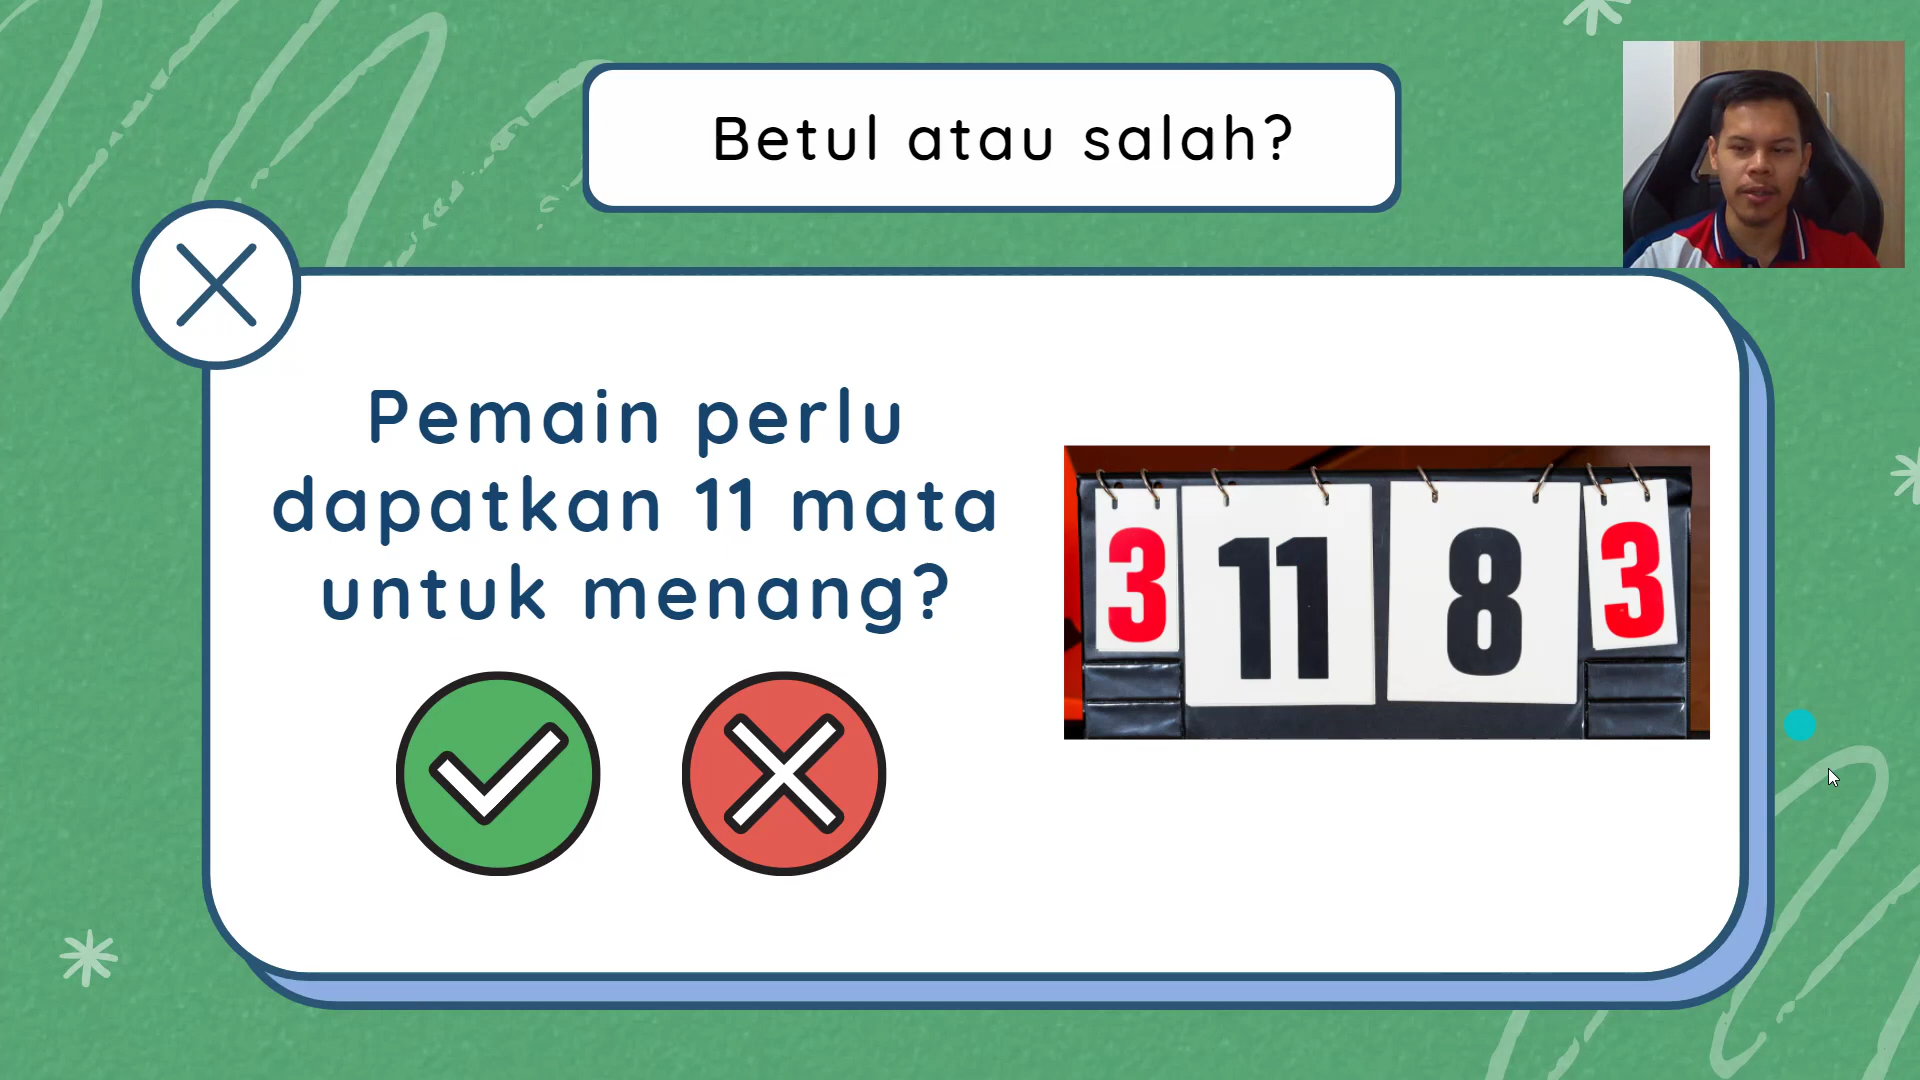 Betul atau salah?
Pemain perlu
dapatkan 11 mata
untuk menang?
3 11 8 3